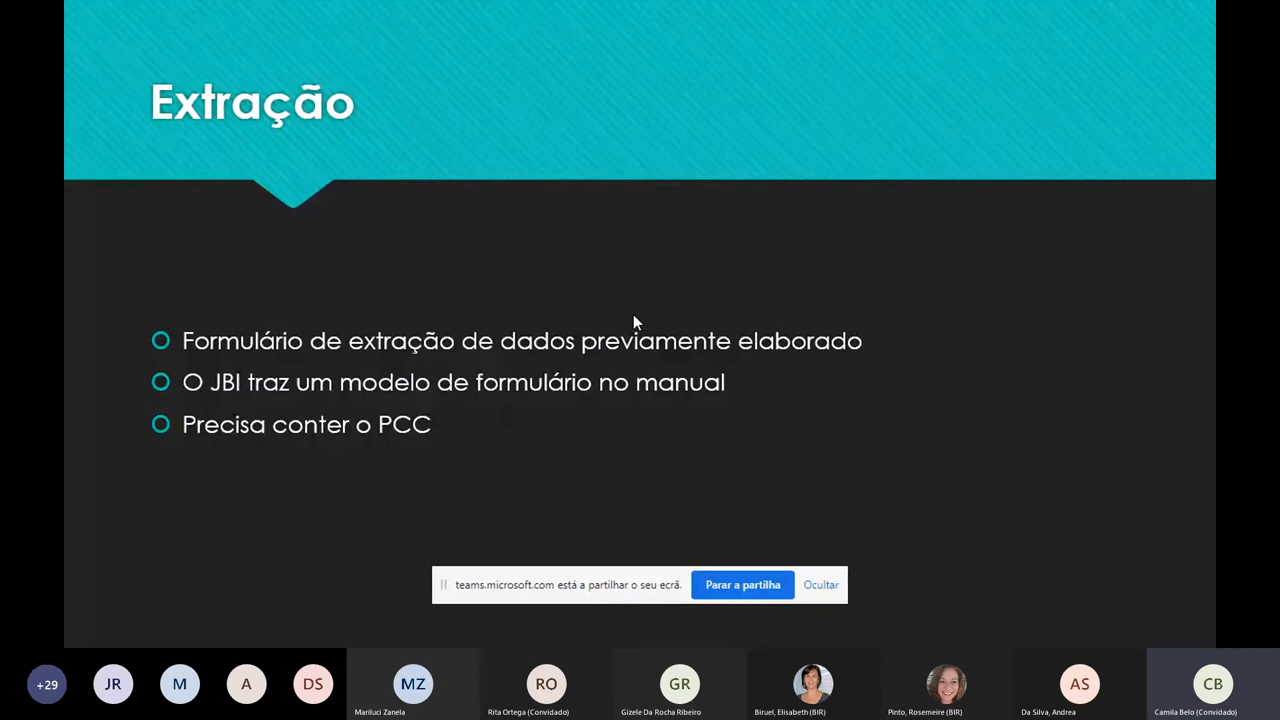 Extração
Formulário de extração de dados previamente elaborado
O JBI traz um modelo de formulário no manual
Precisa conter o PCC
teams.microsoft.com está a partilhar o seu ecrã.
Parar a partilha
Ocultar
+29
JR
M
A
DS
MZ
RO
GR
AS
CB
Mariluci Zanela
Rita Ortega (Convidado)
Gizele Da Rocha Ribeiro
Biruel, Elisabeth (BIR)
Pinto, Rosemeire (BIR)
Da Silva, Andrea
Camila Belo (Convidado)